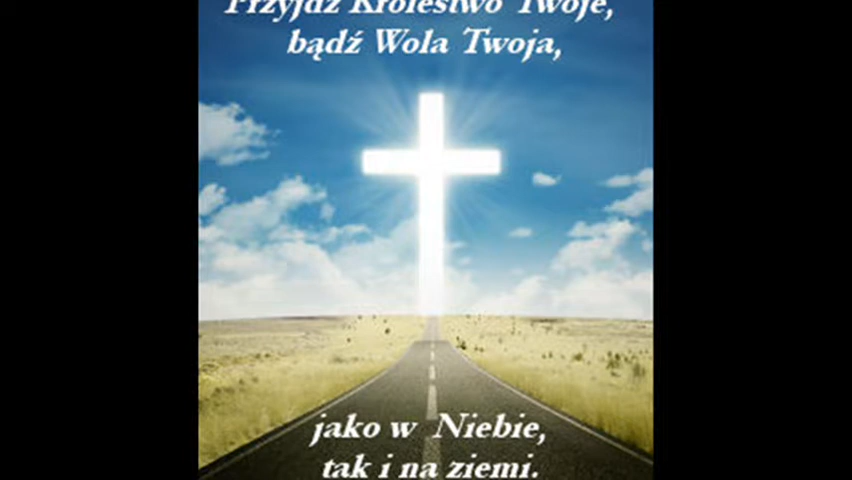 Przyjdź Królestwo Twoje,
bądź Wola Twoja,
jako w Niebie,
tak i na ziemi.